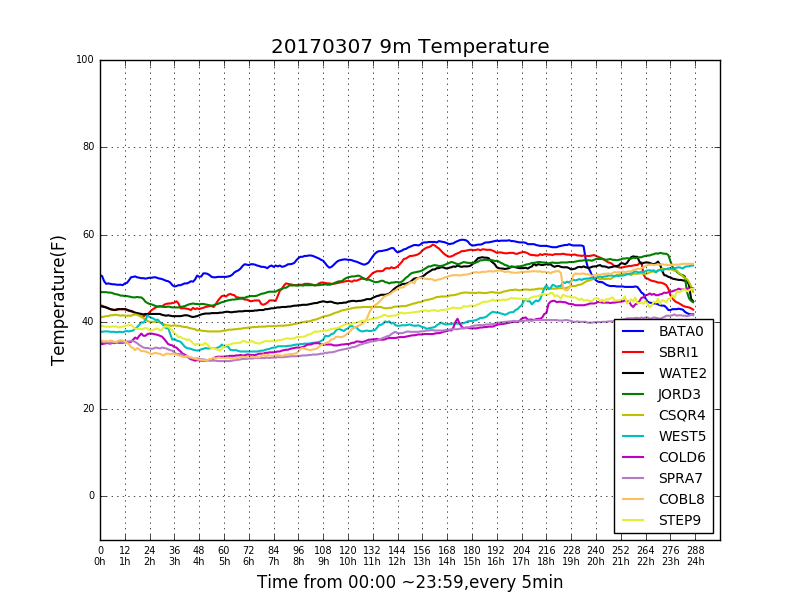 20170307 9m Temperature
100
80
60
40
20
0
Temperature(F)
BATA0
SBRI1
WATE2
JORD3
CSQR4
WEST5
COLD6
SPRA7
COBL8
STEP9
0 12 24 36 48 60 72 84 96 108 120 132 144 156 168 180 192 204 216 228 240 252 264 276 288
0h 1h 2h 3h 4h 5h 6h 7h 8h 9h 10h 11h 12h 13h 14h 15h 16h 17h 18h 19h 20h 21h 22h 23h 24h
Time from 00:00 ~23:59,every 5min